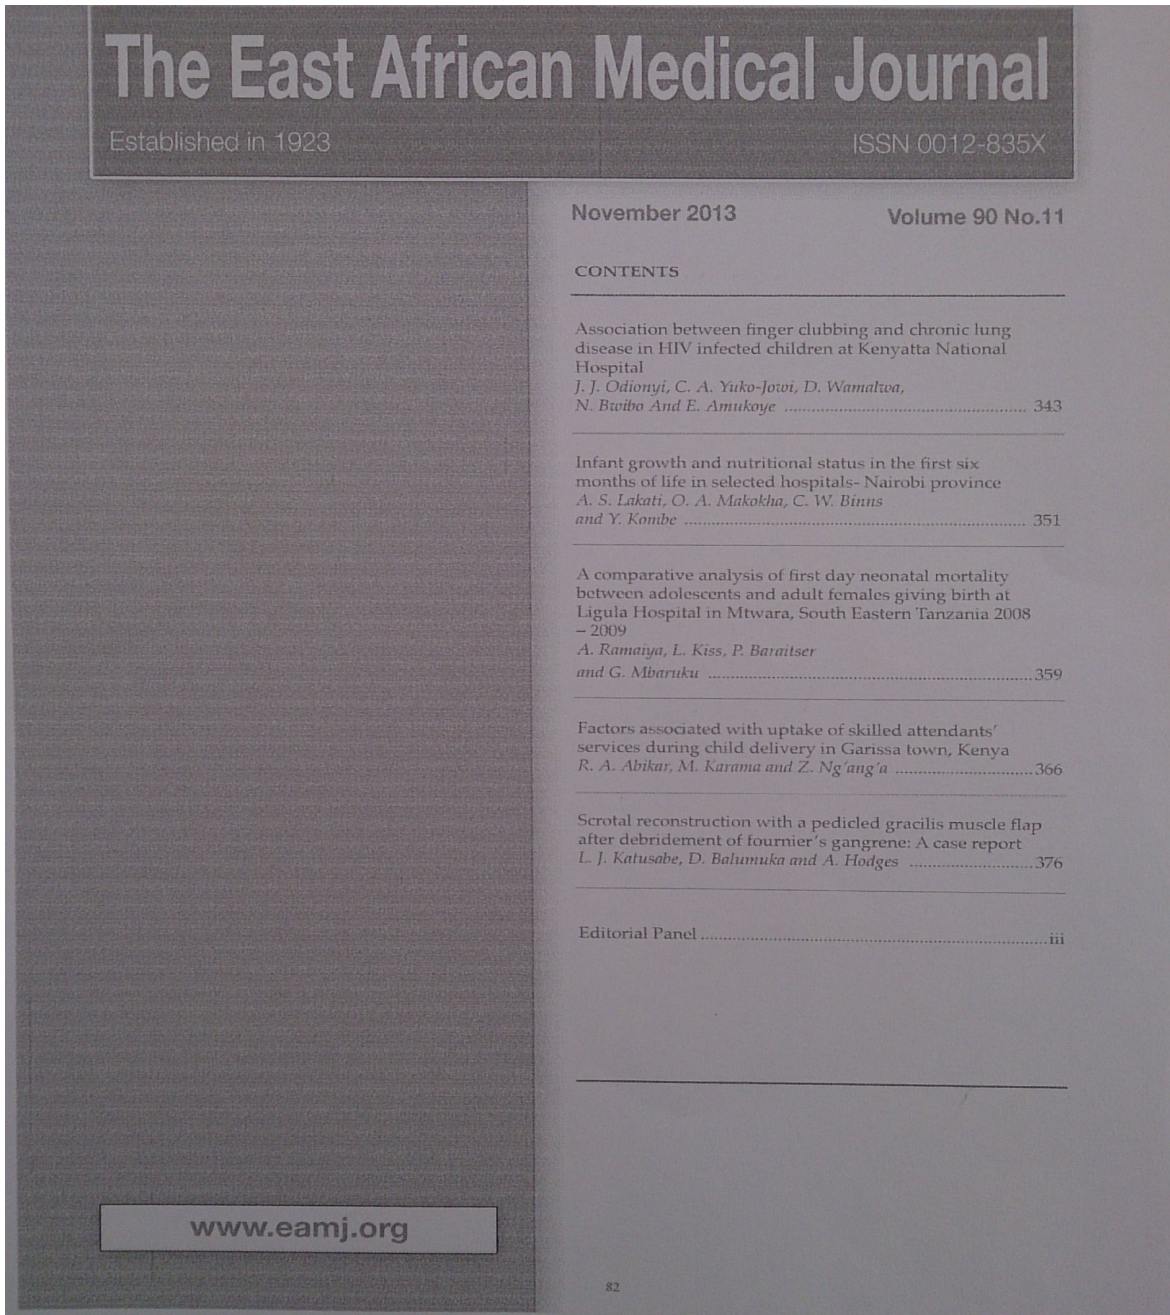 The East African Medical Journal
Established in 1923 ISSN 0012-835X
November 2013 Volume 90 No.11
CONTENTS
Association between finger clubbing and chronic lung
disease in HIV infected children at Kenyatta National
Hospital
J. J. Odionyi, C. A. Yuko-Jowi, D. Wamalwa,
N. Bwibo And E. Amukoye ........................................................ 343
Infant growth and nutritional status in the first six
months of life in selected hospitals- Nairobi province
A. S. Lakati, O. A. Makokha, C. W. Binns
and Y. Kombe ........................................................................ 351
A comparative analysis of first day neonatal mortality
between adolescents and adult females giving birth at
Ligula Hospital in Mtwara, South Eastern Tanzania 2008
– 2009
A. Ramaiya, L. Kiss, P. Baraitser
and G. Mbaruku .................................................................... 359
Factors associated with uptake of skilled attendants'
services during child delivery in Garissa town, Kenya
R. A. Abikar, M. Karama and Z. Ng'ang'a .............................366
Scrotal reconstruction with a pedicled gracilis muscle flap
after debridement of fournier's gangrene: A case report
L. J. Katusabe, D. Balumuka and A. Hodges ..........................376
Editorial Panel ..........................................................................iii
www.eamj.org
82